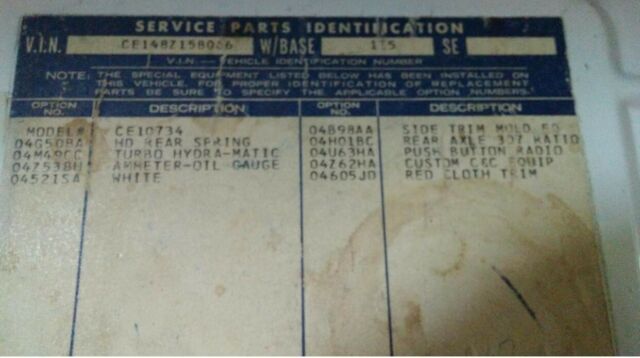 SERVICE PARTS IDENTIFICATION
V.I.N. W/BASE 115 SE
V.I.N.—VEHICLE IDENTIFICATION NUMBER
NOTE: THE SPECIAL EQUIPMENT LISTED BELOW HAS BEEN INSTALLED ON
THIS VEHICLE. FOR PROPER IDENTIFICATION OF REPLACEMENT
PARTS BE SURE TO SPECIFY THE APPLICABLE OPTION NUMBERS.
OPTION NO. DESCRIPTION OPTION NO. DESCRIPTION
MODEL# CE10734 04B98AA SIDE TRIM MOLD
04G50BA HD REAR SPRING 04H01BC REAR AXLE 307 RATIO
TURBO HYDRA-MATIC 04U63HA PUSH BUTTON RADIO
AMMETER-OIL GAUGE 04Z62HA CUSTOM C&C EQUIP
04521SA WHITE 04605JD RED CLOTH TRIM